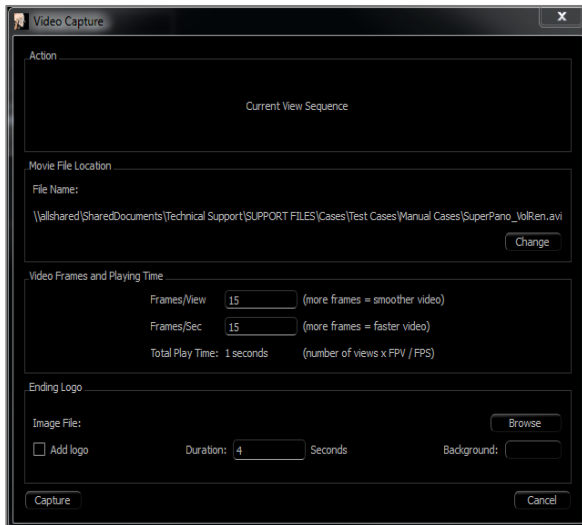 Video Capture
x
Action
Current View Sequence
Movie File Location
File Name:
\\allshared\SharedDocuments\Technical Support\SUPPORT FILES\Cases\Test Cases\Manual Cases\SuperPano_VolRen.avi
Change
Video Frames and Playing Time
Frames/View 15 (more frames = smoother video)
Frames/Sec 15 (more frames = faster video)
Total Play Time: 1 seconds (number of views x FPV / FPS)
Ending Logo
Image File: Browse
Add logo Duration: 4 Seconds Background:
Capture Cancel